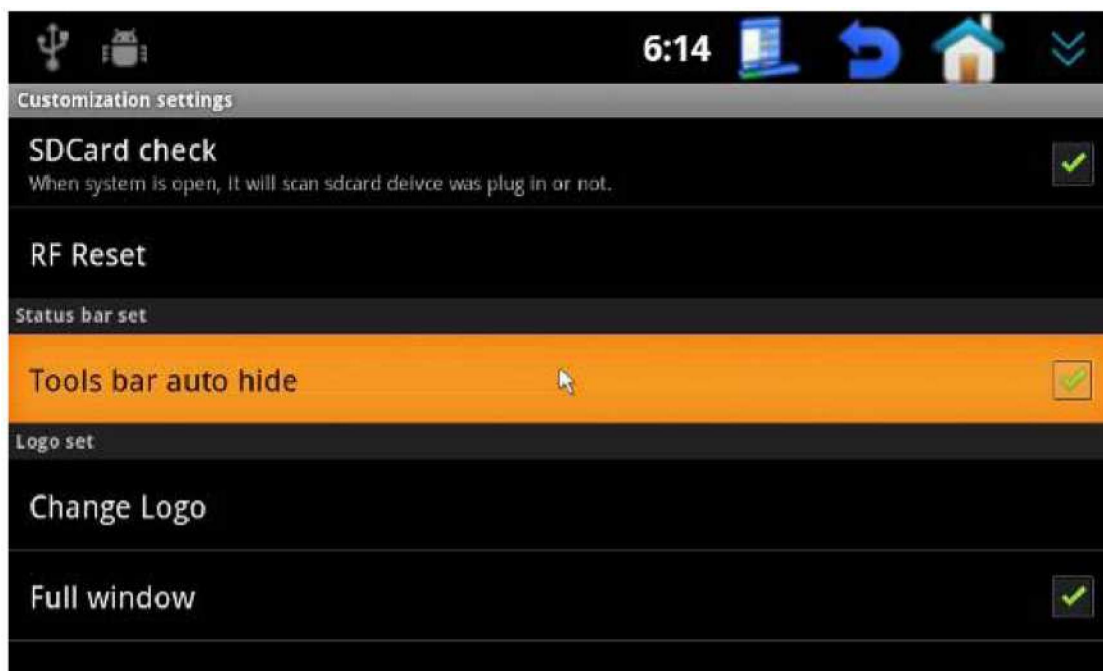 6:14
Customization settings
SDCard check
When system is open, it will scan sdcard deivce was plug in or not.
RF Reset
Status bar set
Tools bar auto hide
Logo set
Change Logo
Full window